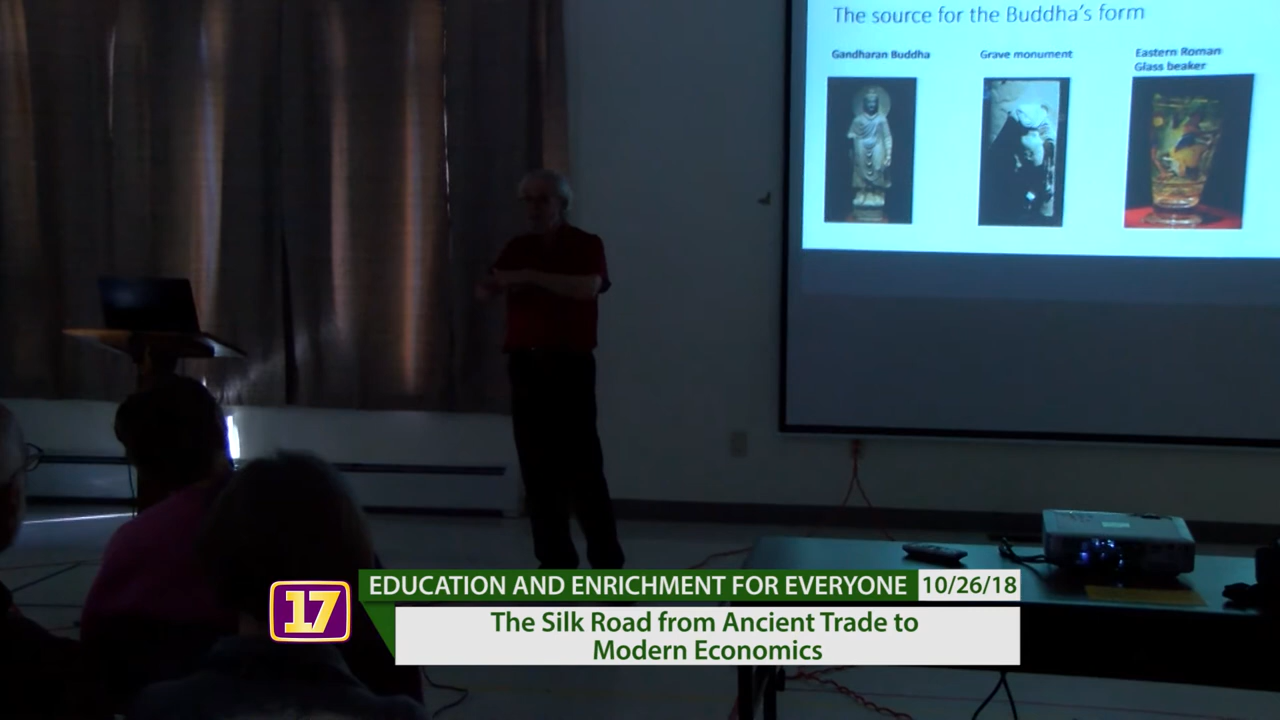 The source for the Buddha's form
Gandharan Buddha
Grave monument
Eastern Roman
Glass beaker
17
EDUCATION AND ENRICHMENT FOR EVERYONE
10/26/18
The Silk Road from Ancient Trade to
Modern Economics